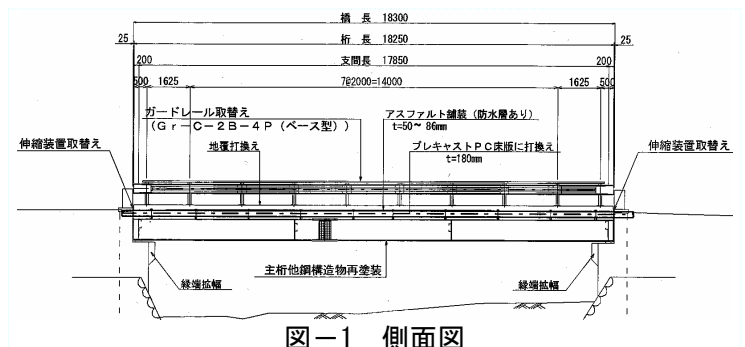 橋 長 18300
25 桁 長 18250 25
200 支間長 17850 200
500 1625 7@2000=14000 1625 500
ガードレール取替え
(Gr-C-2B-4P(ベース型))
アスファルト舗装(防水層あり)
t=50~86mm
伸縮装置取替え
地覆打換え
プレキャストPC床版に打換え
t=180mm
伸縮装置取替え
主桁他鋼構造物再塗装
縁端拡幅
縁端拡幅
図-1 側面図